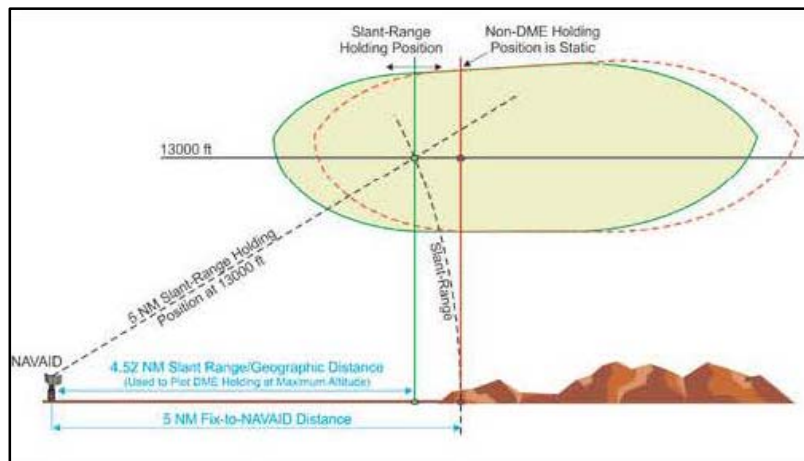 Slant-Range
Holding Position
Non-DME Holding
Position is Static
13000 ft
5 NM Slant-Range Holding
Position at 13000 ft
Slant-Range
NAVAID
4.52 NM Slant Range/Geographic Distance
(Used to Plot DME Holding at Maximum Altitude)
5 NM Fix-to-NAVAID Distance